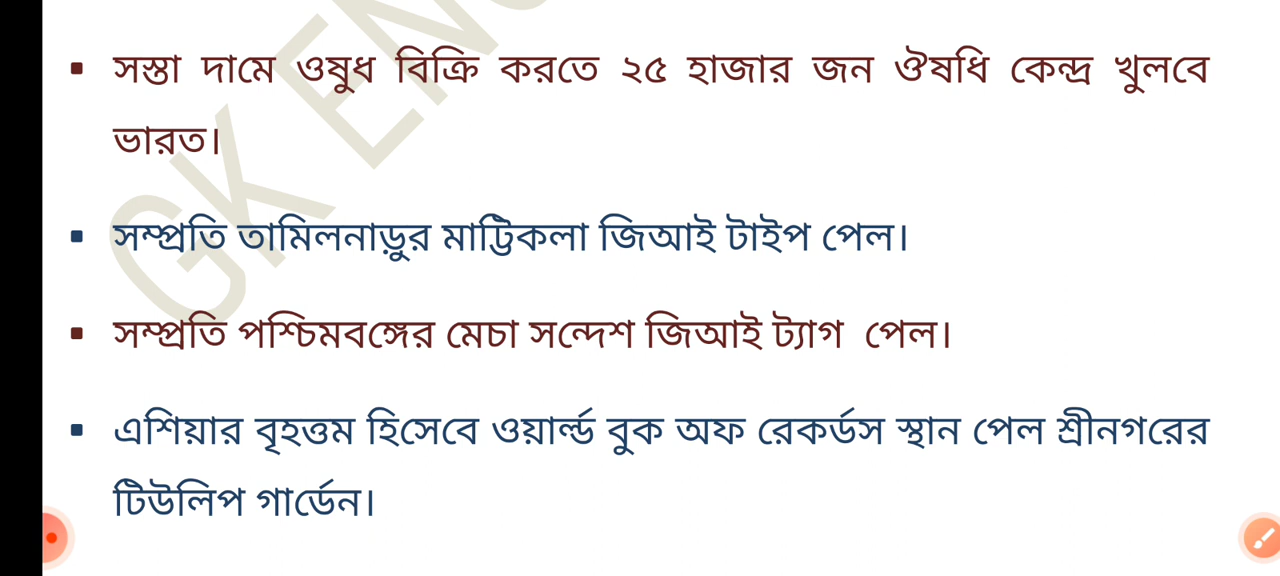 ▪ সস্তা দামে ওষুধ বিক্রি করতে ২৫ হাজার জন ঔষধি কেন্দ্র খুলবে
ভারত।
▪ সম্প্রতি তামিলনাড়ুর মাট্টিকলা জিআই টাইপ পেল।
▪ সম্প্রতি পশ্চিমবঙ্গের মেচা সন্দেশ জিআই ট্যাগ পেল।
▪ এশিয়ার বৃহত্তম হিসেবে ওয়ার্ল্ড বুক অফ রেকর্ডস স্থান পেল শ্রীনগরের
টিউলিপ গার্ডেন।